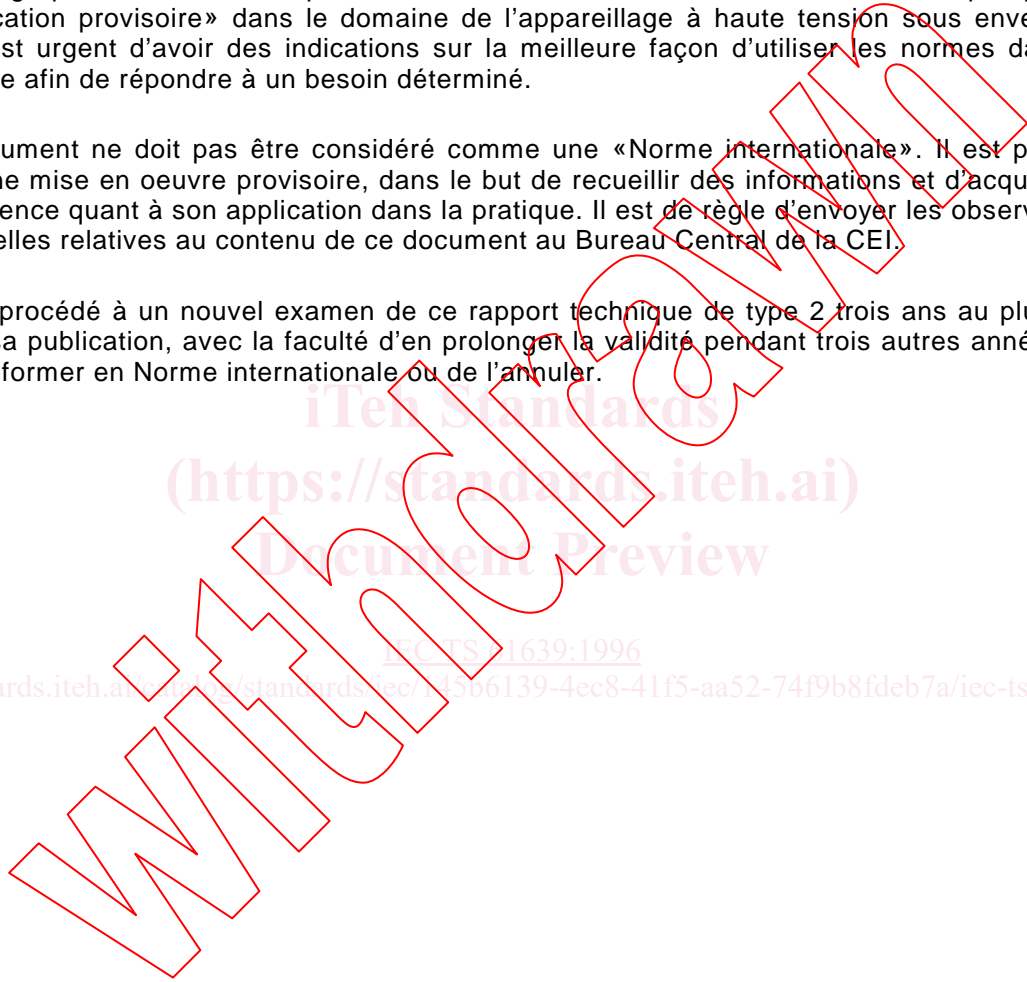 cation provisoire» dans le domaine de l'appareillage à haute tension sous enve
st urgent d'avoir des indications sur la meilleure façon d'utiliser les normes da
e afin de répondre à un besoin déterminé.
ument ne doit pas être considéré comme une «Norme internationale». Il est p
ne mise en oeuvre provisoire, dans le but de recueillir des informations et d'acqu
ence quant à son application dans la pratique. Il est de règle d'envoyer les observ
elles relatives au contenu de ce document au Bureau Central de la CEI.
procédé à un nouvel examen de ce rapport technique de type 2 trois ans au plu
sa publication, avec la faculté d'en prolonger la validité pendant trois autres anné
former en Norme internationale ou de l'annuler.
iTeh Standards
(https://standards.iteh.ai)
Document Preview
IEC TS 61639:1996
ards.iteh.ai/catalog/standards/iec/145b6139-4ec8-41f5-aa52-74f9b8fdeb7a/iec-ts
withdrawn